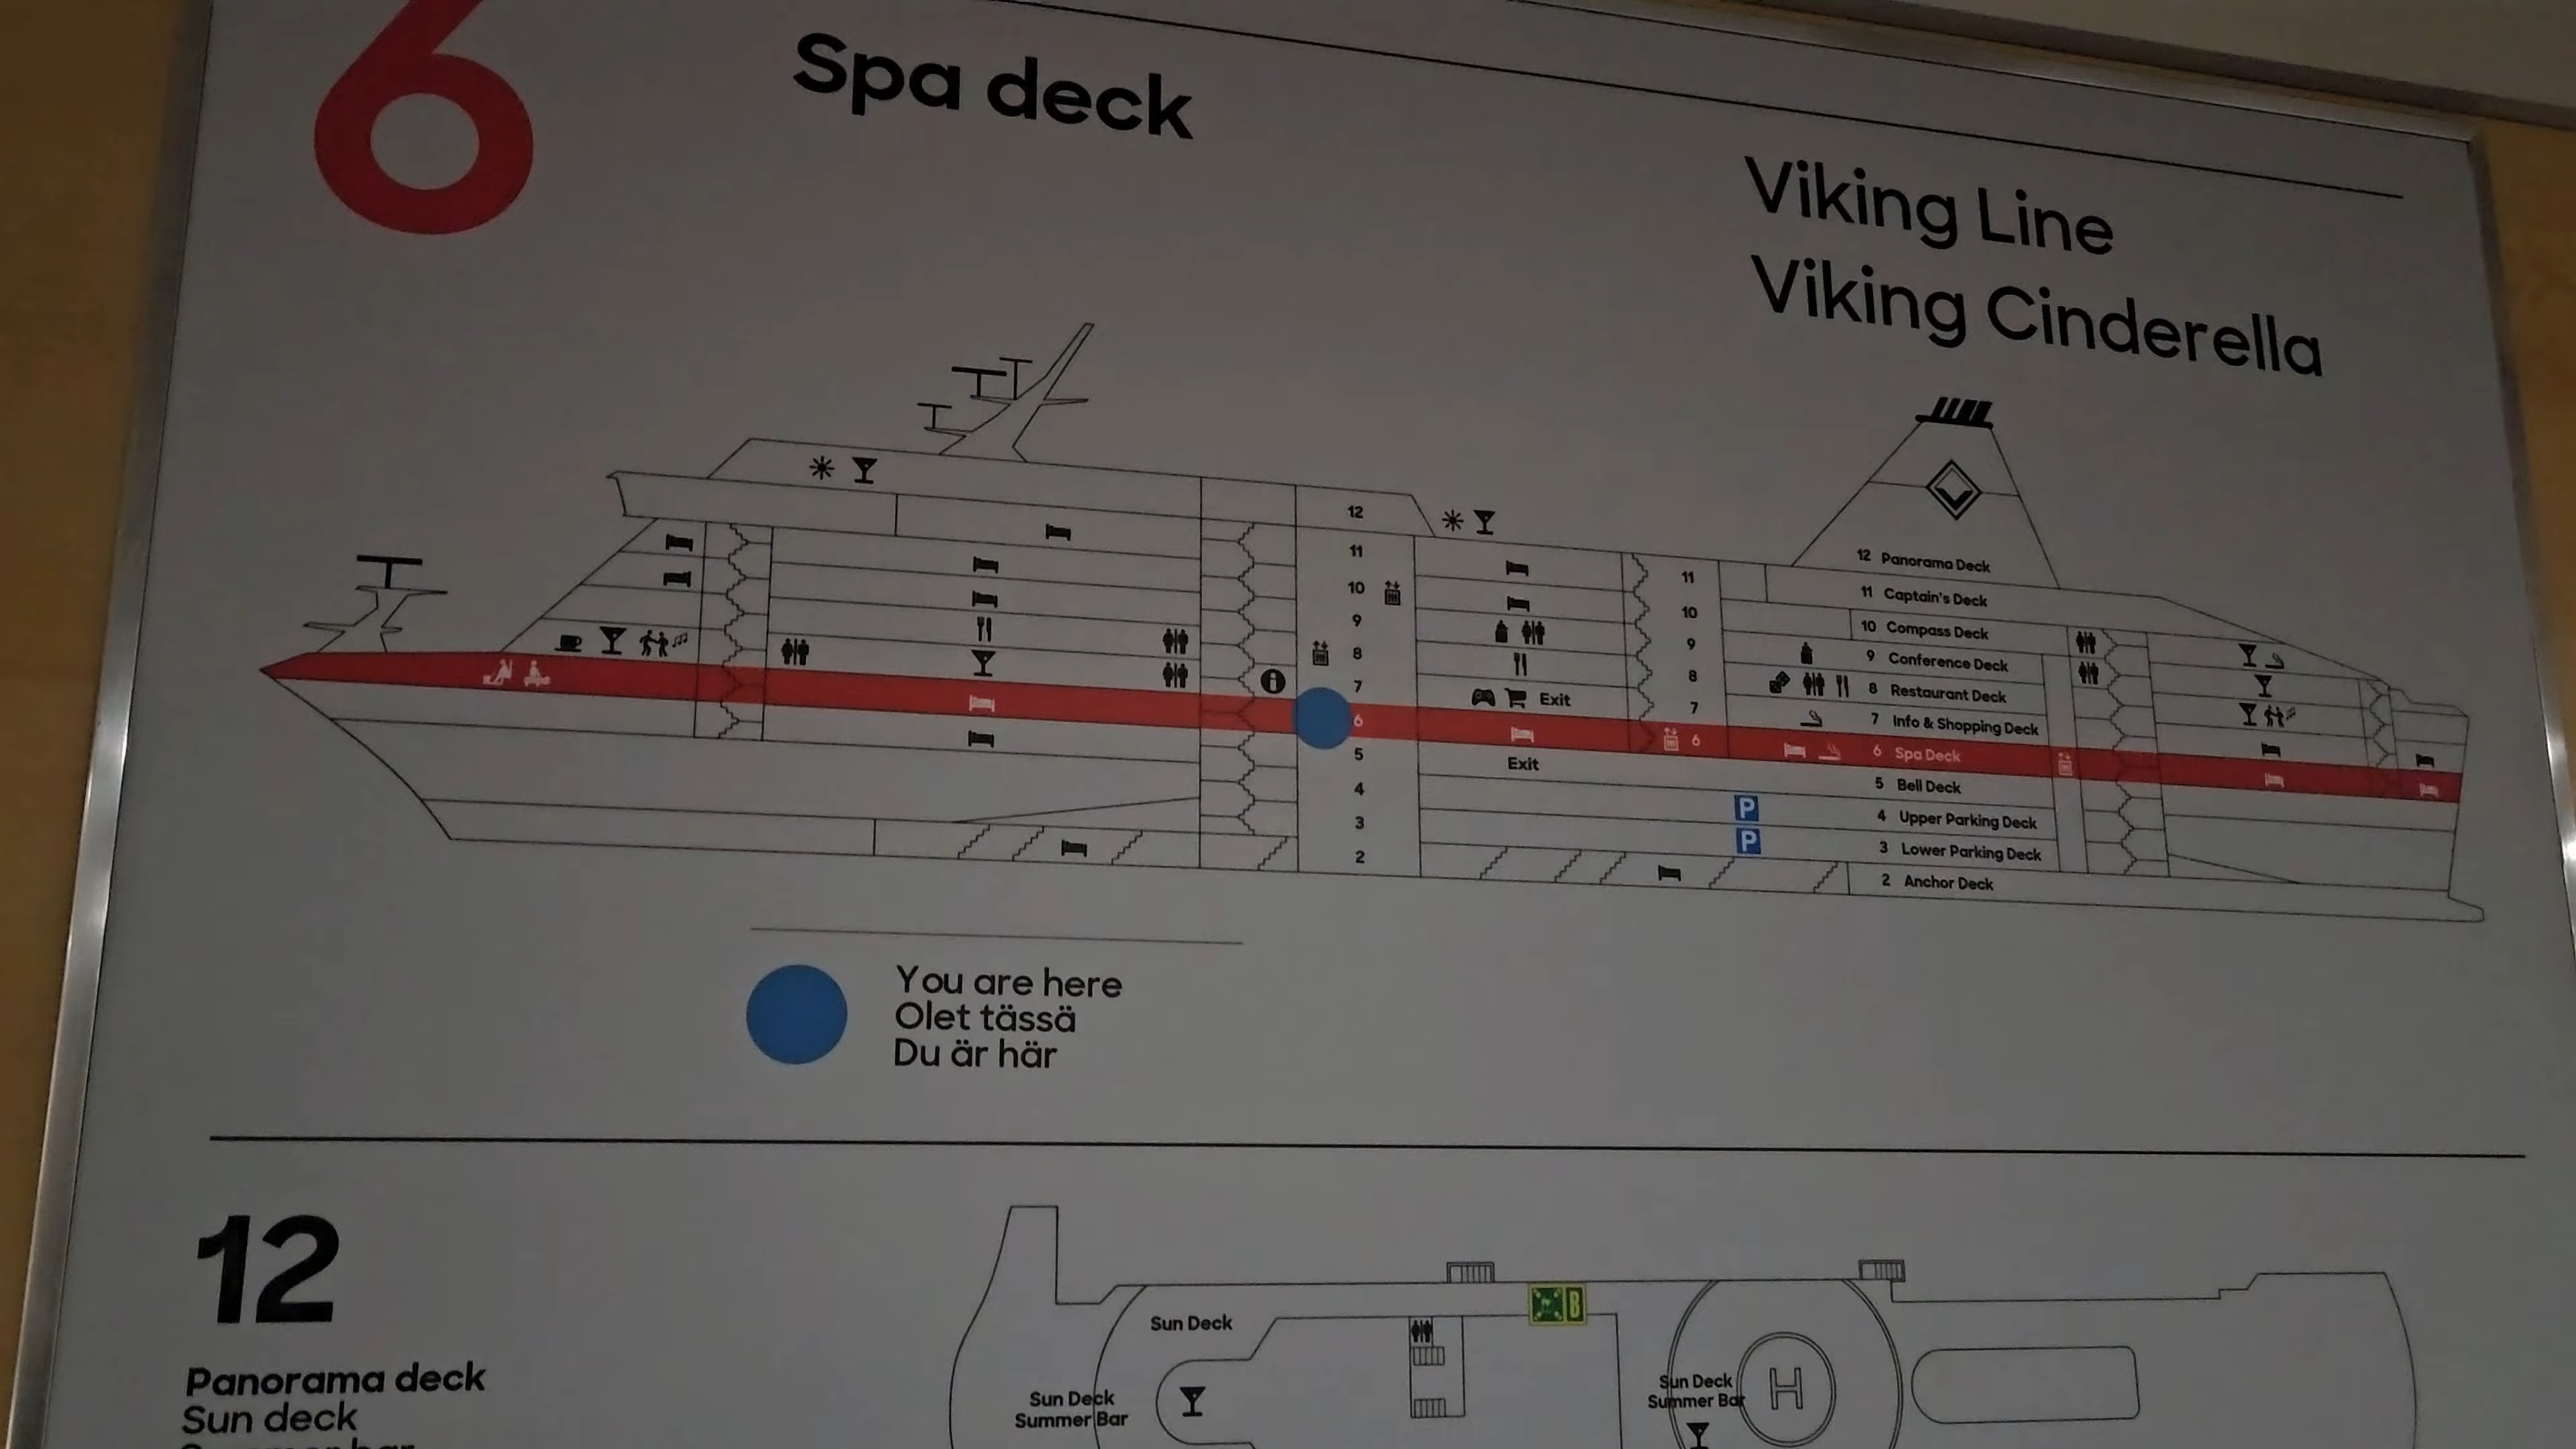 6
Spa deck
Viking Line
Viking Cinderella
12
11
10
9
8
7
6
5
4
3
2
Exit
Exit
11
10
9
8
7
6
12 Panorama Deck
11 Captain's Deck
10 Compass Deck
9 Conference Deck
8 Restaurant Deck
7 Info & Shopping Deck
6 Spa Deck
5 Bell Deck
P
4 Upper Parking Deck
P
3 Lower Parking Deck
2 Anchor Deck
You are here
Olet tässä
Du är här
12
Panorama deck
Sun deck
Sun Deck
B
Sun Deck
Summer Bar
Sun Deck
Summer Bar
H